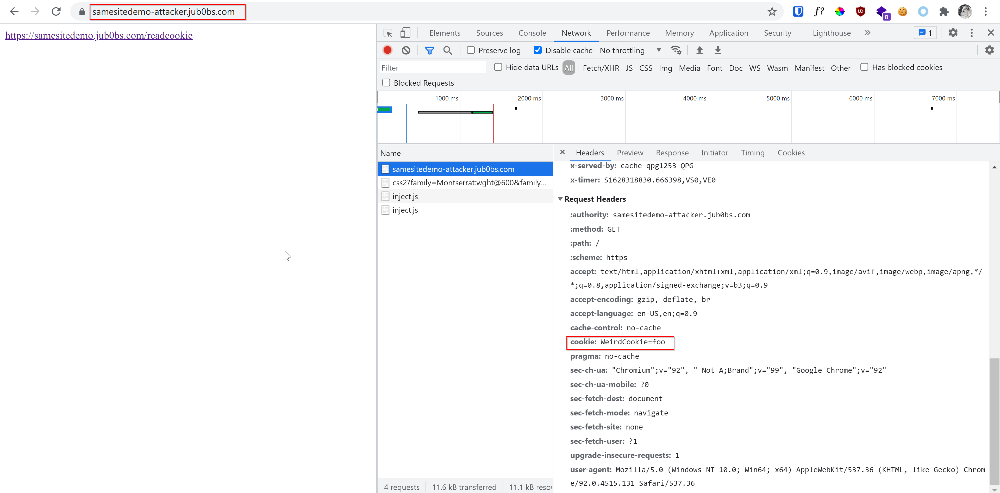 samesitedemo-attacker.jub0bs.com
f?
8
https://samesitedemo.jub0bs.com/readcookie
Elements Sources Console Network Performance Memory Application Security Lighthouse » 1
Preserve log Disable cache No throttling
Filter Hide data URLs All Fetch/XHR JS CSS Img Media Font Doc WS Wasm Manifest Other Has blocked cookies
Blocked Requests
1000 ms 2000 ms 3000 ms 4000 ms 5000 ms 6000 ms 7000 ms
Name
samesitedemo-attacker.jub0bs.com
css2?family=Montserrat:wght@600&family...
inject.js
inject.js
4 requests 11.6 kB transferred 11.1 kB resou
Headers Preview Response Initiator Timing Cookies
x-served-by: cache-qpg1253-QPG
x-timer: S1628318830.666398,VS0,VE0
Request Headers
:authority: samesitedemo-attacker.jub0bs.com
:method: GET
:path: /
:scheme: https
accept: text/html,application/xhtml+xml,application/xml;q=0.9,image/avif,image/webp,image/apng,*/
*;q=0.8,application/signed-exchange;v=b3;q=0.9
accept-encoding: gzip, deflate, br
accept-language: en-US,en;q=0.9
cache-control: no-cache
cookie: WeirdCookie=foo
pragma: no-cache
sec-ch-ua: "Chromium";v="92", " Not A;Brand";v="99", "Google Chrome";v="92"
sec-ch-ua-mobile: ?0
sec-fetch-dest: document
sec-fetch-mode: navigate
sec-fetch-site: none
sec-fetch-user: ?1
upgrade-insecure-requests: 1
user-agent: Mozilla/5.0 (Windows NT 10.0; Win64; x64) AppleWebKit/537.36 (KHTML, like Gecko) Chrom
e/92.0.4515.131 Safari/537.36